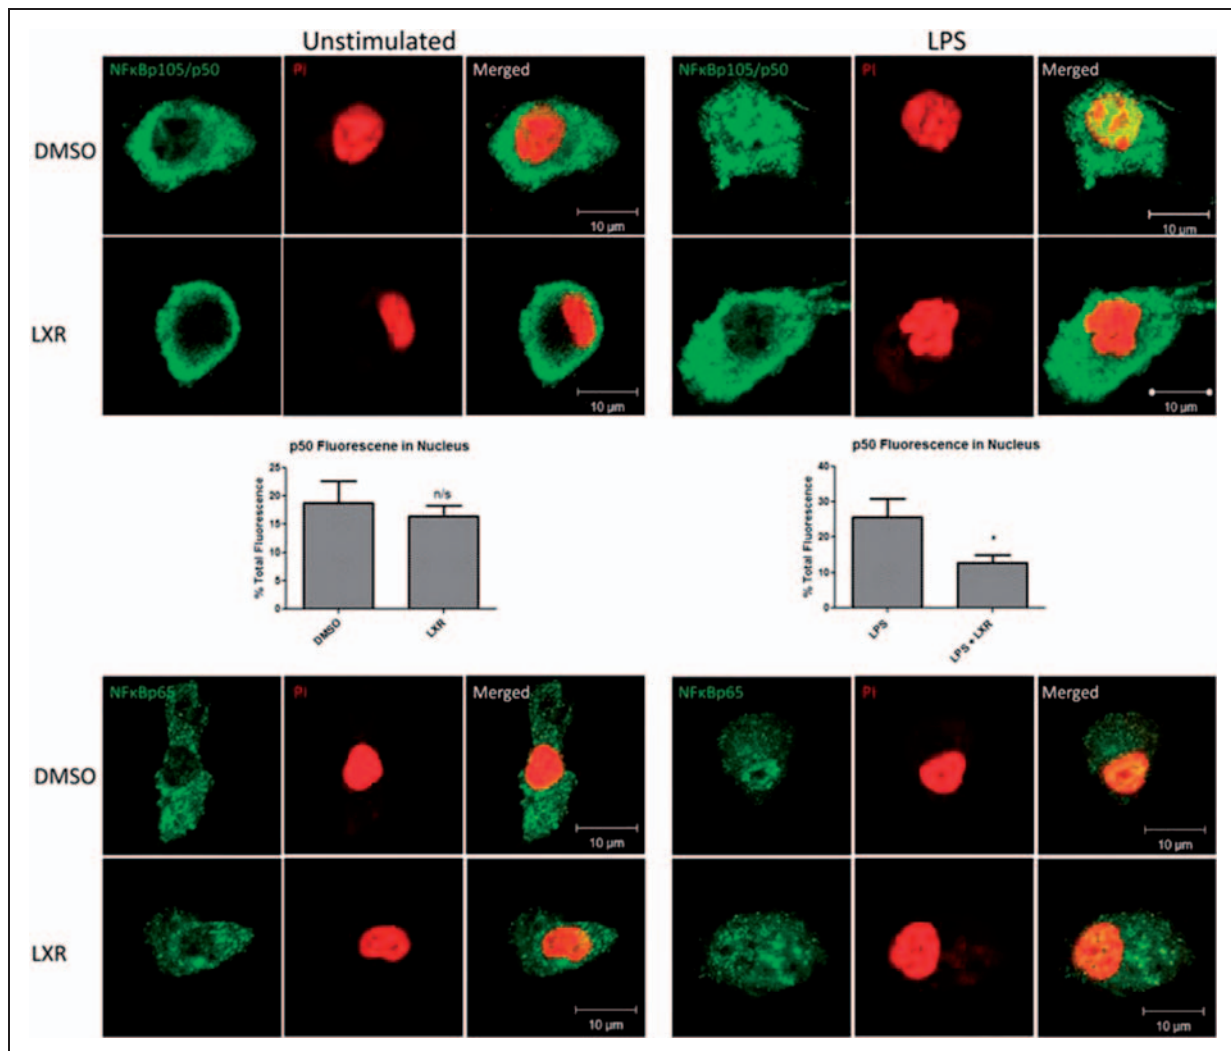 Unstimulated LPS
NFκBp105/p50 PI Merged NFκBp105/p50 PI Merged
DMSO
10 µm 10 µm
LXR
10 µm 10 µm
p50 Fluorescene in Nucleus p50 Fluorescence in Nucleus
% Total Fluorescence
25
20
15
10
5
0
n/s
DMSO LXR
% Total Fluorescence
40
30
20
10
0
*
LPS LPS + LXR
NFκBp65 PI Merged NFκBp65 PI Merged
DMSO
10 µm 10 µm
LXR
10 µm 10 µm